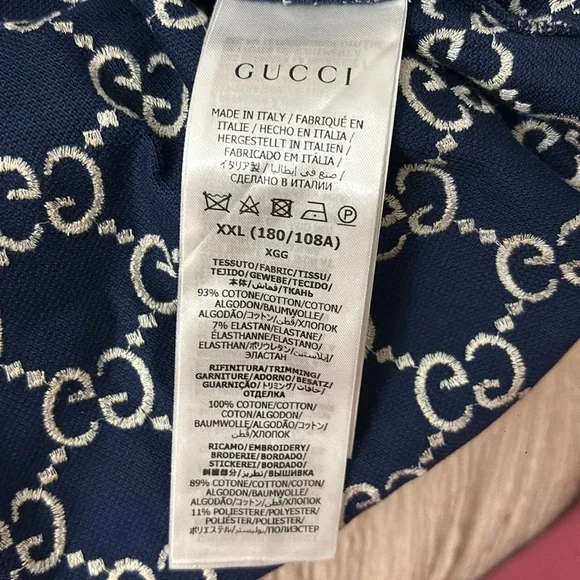 GUCCI
MADE IN ITALY / FABRIQUÉ EN
ITALIE / HECHO EN ITALIA /
HERGESTELLT IN ITALIEN /
FABRICADO EM ITÁLIA /
イタリア製 / صنع في إيطاليا /
СДЕЛАНО В ИТАЛИИ
XXL (180/108A)
XGG
TESSUTO/FABRIC/TISSU/
TEJIDO/GEWEBE/TECIDO/
本体/قماش/ТКАНЬ
93% COTONE/COTTON/COTON/
ALGODON/BAUMWOLLE/
ALGODÃO/コットン/قطن/ХЛОПОК
7% ELASTAN/ELASTANE/
ÉLASTHANNE/ELASTANO/
ELASTHAN/ポリウレタン/إيلاستين/
ЭЛАСТАН
RIFINITURA/TRIMMING/
GARNITURE/ADORNO/BESATZ/
GUARNIÇÃO/トリミング/حافات/
ОТДЕЛКА
100% COTONE/COTTON/
COTON/ALGODON/
BAUMWOLLE/ALGODÃO/コットン/
قطن/ХЛОПОК
RICAMO/EMBROIDERY/
BRODERIE/BORDADO/
STICKEREI/BORDADO/
刺繍部分/تطريز/ВЫШИВКА
89% COTONE/COTTON/COTON/
ALGODON/BAUMWOLLE/
ALGODÃO/コットン/قطن/ХЛОПОК
11% POLIESTERE/POLYESTER/
POLIÉSTER/POLYESTER/
ポリエステル/بوليستر/ПОЛИЭСТЕР